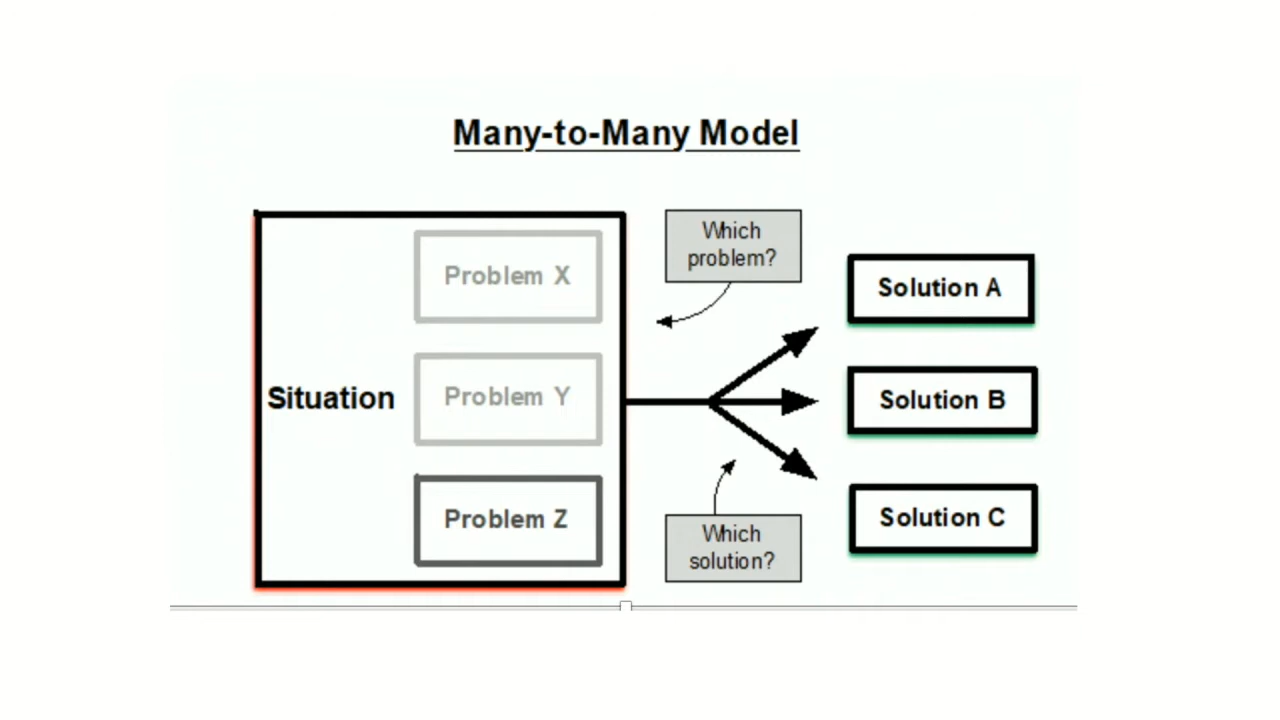 Many-to-Many Model
Which
problem?
Problem X
Solution A
Situation
Problem Y
Solution B
Problem Z
Solution C
Which
solution?